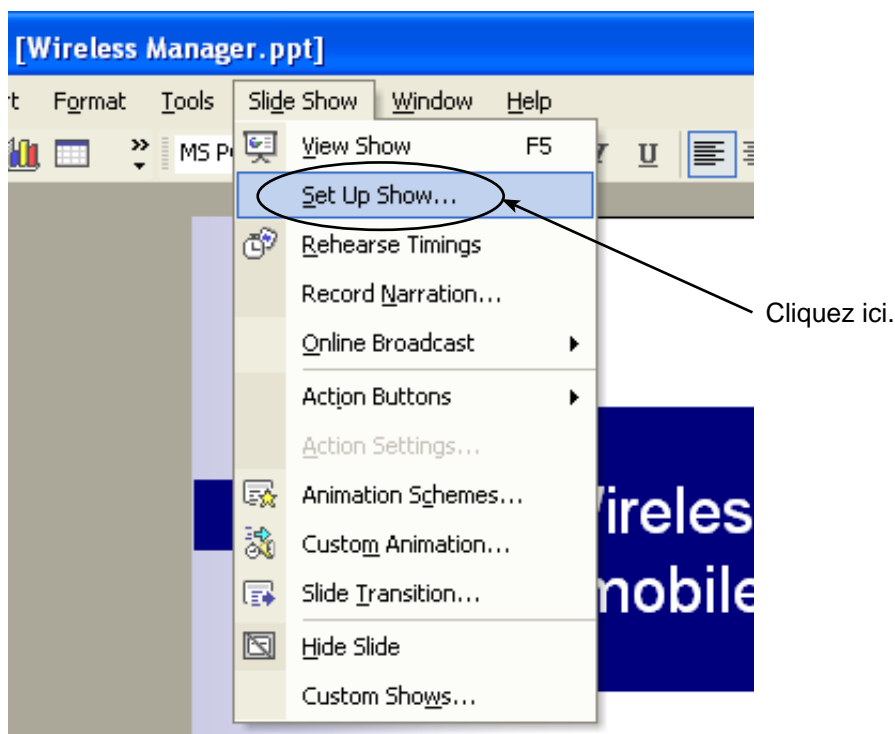 [Wireless Manager.ppt]
t Format Tools Slide Show Window Help
MS P U
View Show F5
Set Up Show...
Rehearse Timings
Record Narration...
Cliquez ici.
Online Broadcast
Action Buttons
Action Settings...
Animation Schemes...
ireles
Custom Animation...
mobile
Slide Transition...
Hide Slide
Custom Shows...